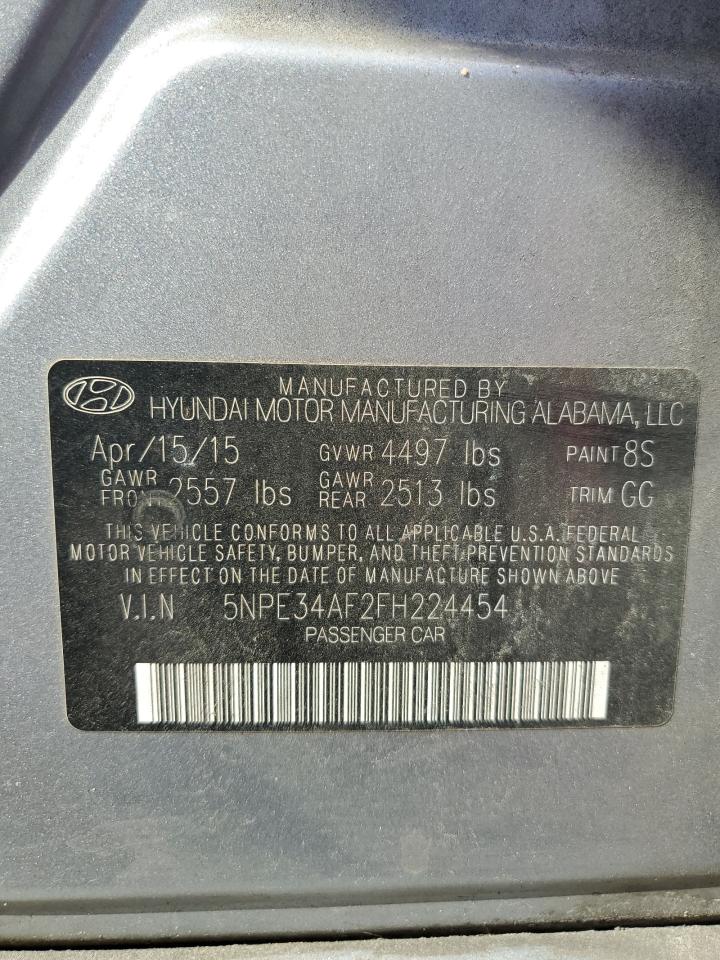 MANUFACTURED BY
HYUNDAI MOTOR MANUFACTURING ALABAMA, LLC
Apr/15/15 GVWR 4497 lbs PAINT 8S
GAWR FRONT 2557 lbs GAWR REAR 2513 lbs TRIM GG
THIS VEHICLE CONFORMS TO ALL APPLICABLE U.S.A. FEDERAL
MOTOR VEHICLE SAFETY, BUMPER, AND THEFT PREVENTION STANDARDS
IN EFFECT ON THE DATE OF MANUFACTURE SHOWN ABOVE
V.I.N 5NPE34AF2FH224454
PASSENGER CAR